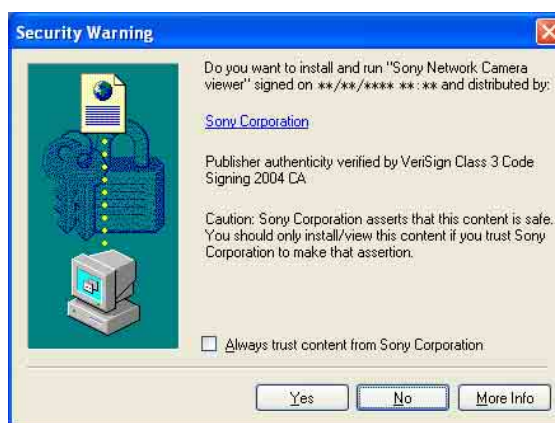 Security Warning
Do you want to install and run "Sony Network Camera
viewer" signed on **/**/**** **:** and distributed by:
Sony Corporation
Publisher authenticity verified by VeriSign Class 3 Code
Signing 2004 CA
Caution: Sony Corporation asserts that this content is safe.
You should only install/view this content if you trust Sony
Corporation to make that assertion.
Always trust content from Sony Corporation
Yes
No
More Info